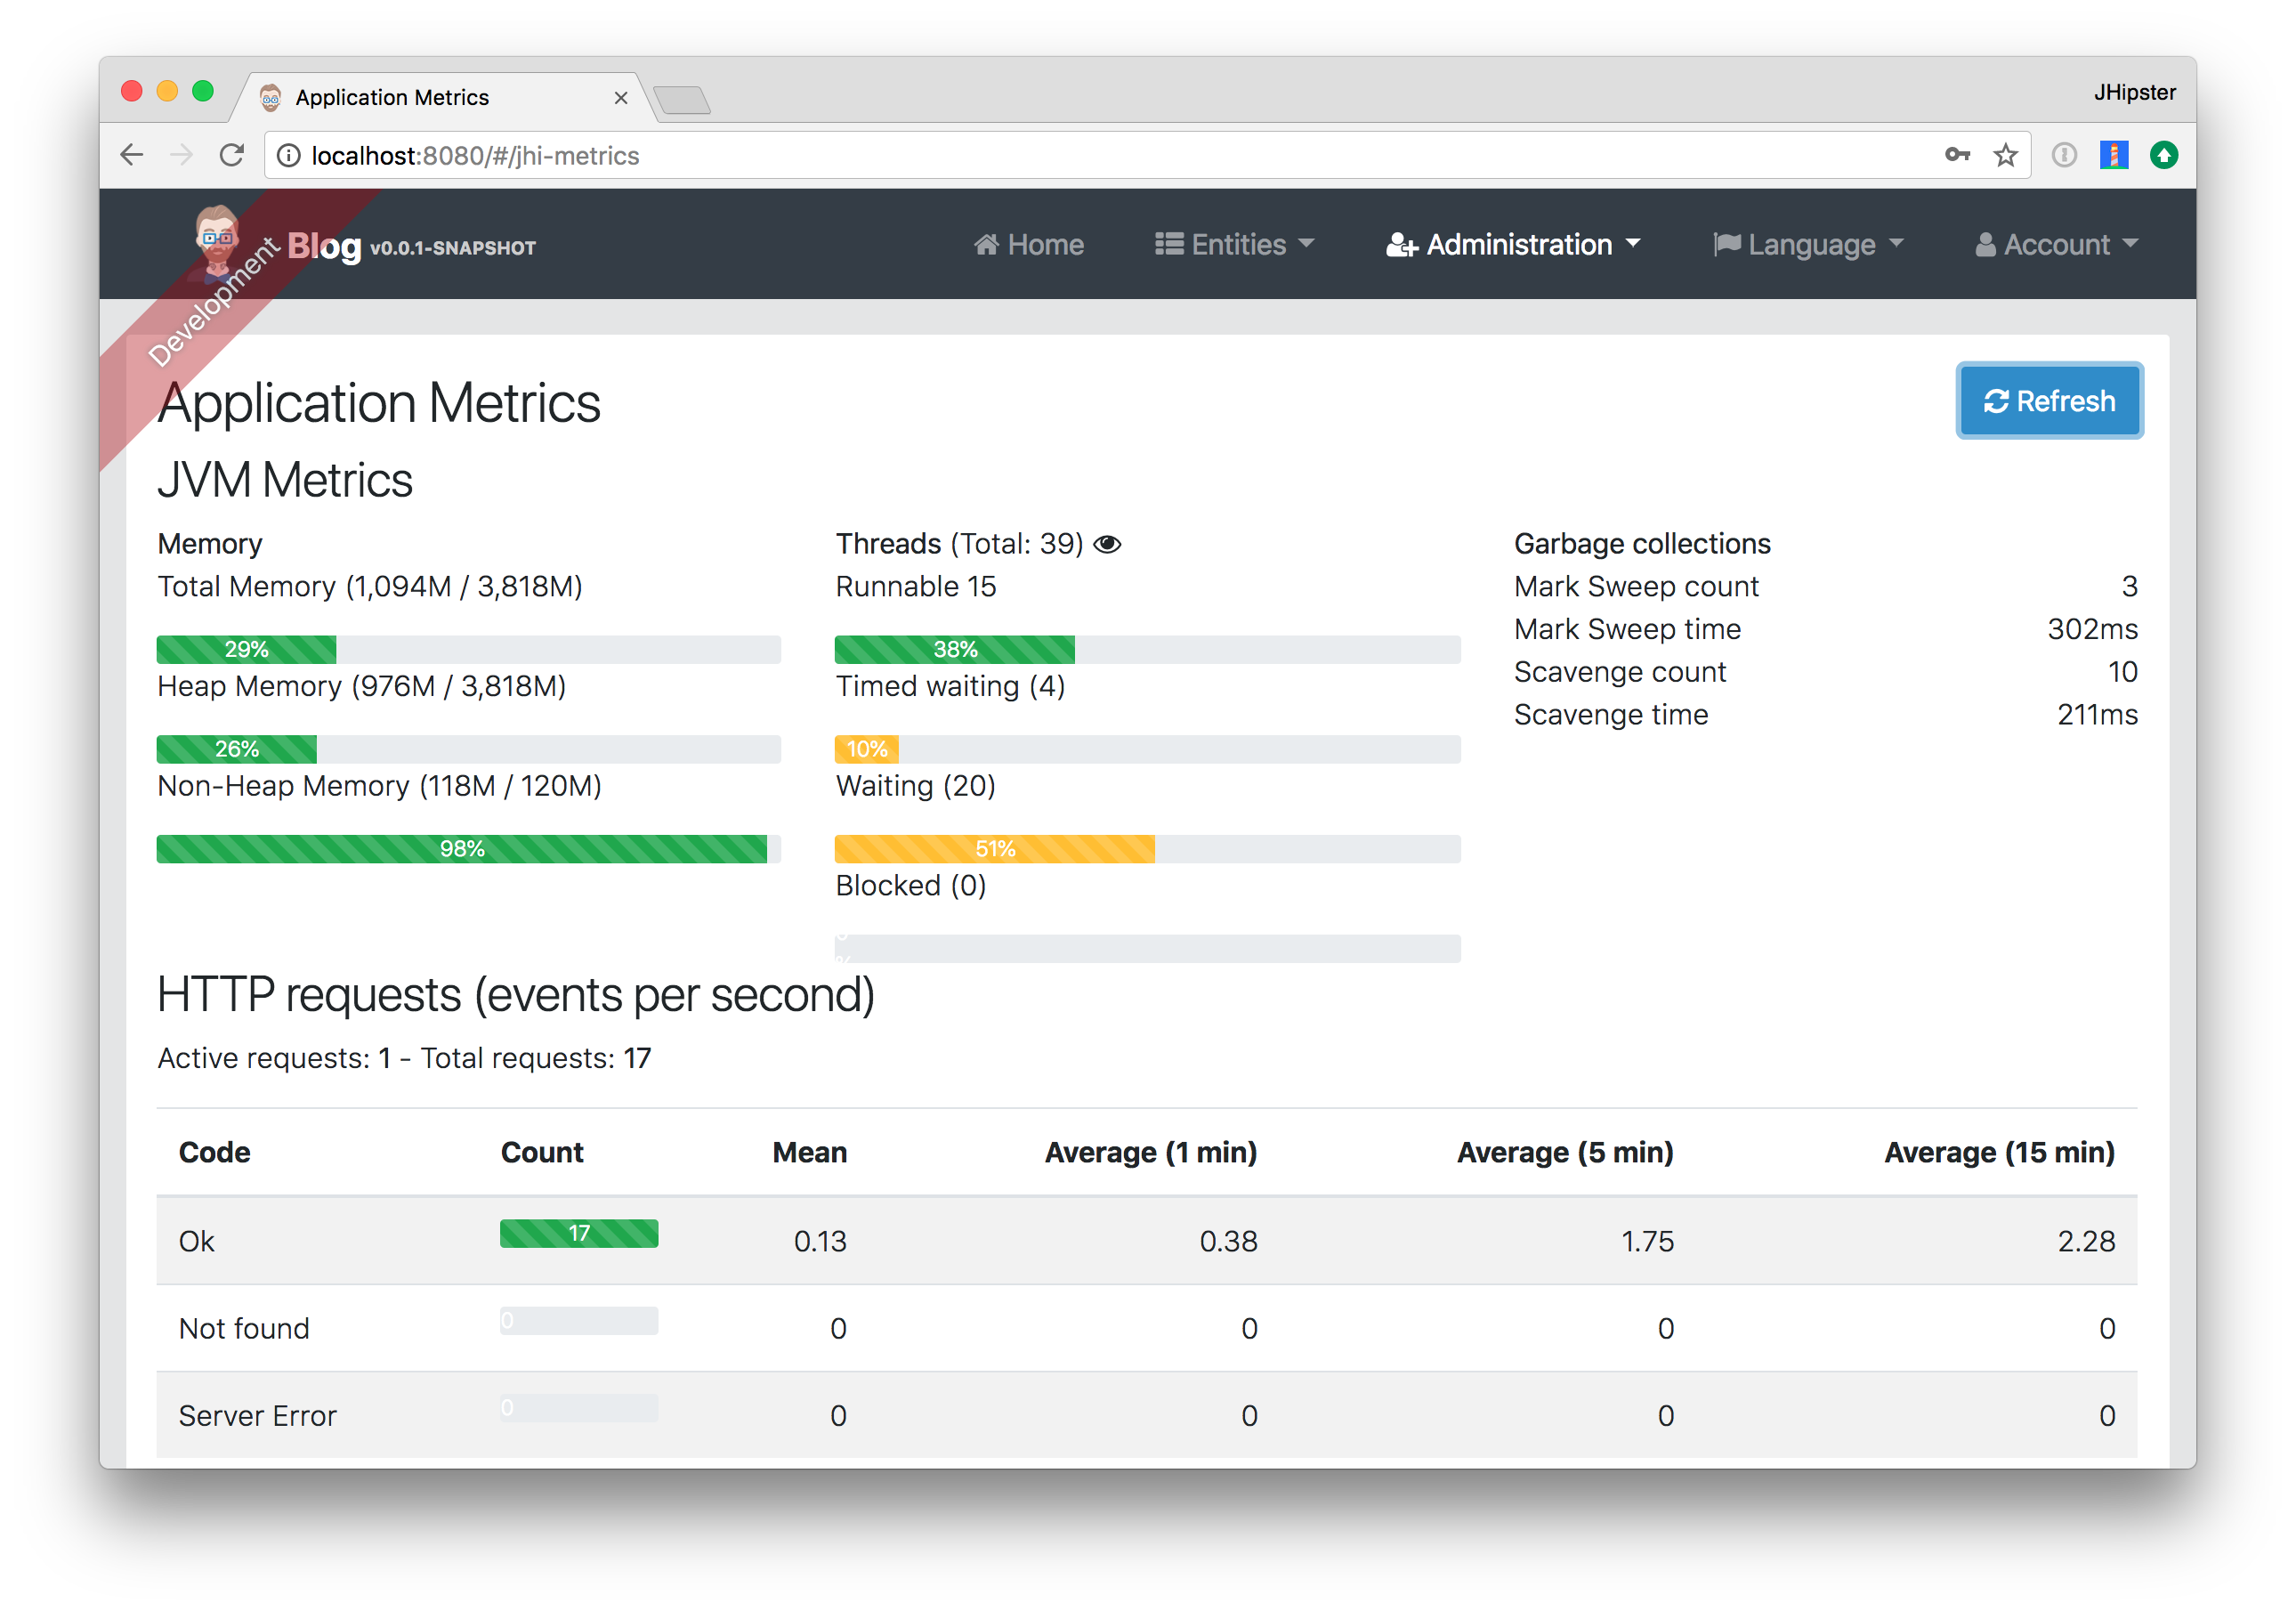 Application Metrics
JHipster
localhost:8080/#/jhi-metrics
Development
Blog v0.0.1-SNAPSHOT
Home Entities Administration Language Account
Application Metrics
Refresh
JVM Metrics
Memory
Total Memory (1,094M / 3,818M)
29%
Heap Memory (976M / 3,818M)
26%
Non-Heap Memory (118M / 120M)
98%
Threads (Total: 39)
Runnable 15
38%
Timed waiting (4)
10%
Waiting (20)
51%
Blocked (0)
Garbage collections
Mark Sweep count 3
Mark Sweep time 302ms
Scavenge count 10
Scavenge time 211ms
HTTP requests (events per second)
Active requests: 1 - Total requests: 17
Code Count Mean Average (1 min) Average (5 min) Average (15 min)
Ok 17 0.13 0.38 1.75 2.28
Not found 0 0 0 0 0
Server Error 0 0 0 0 0